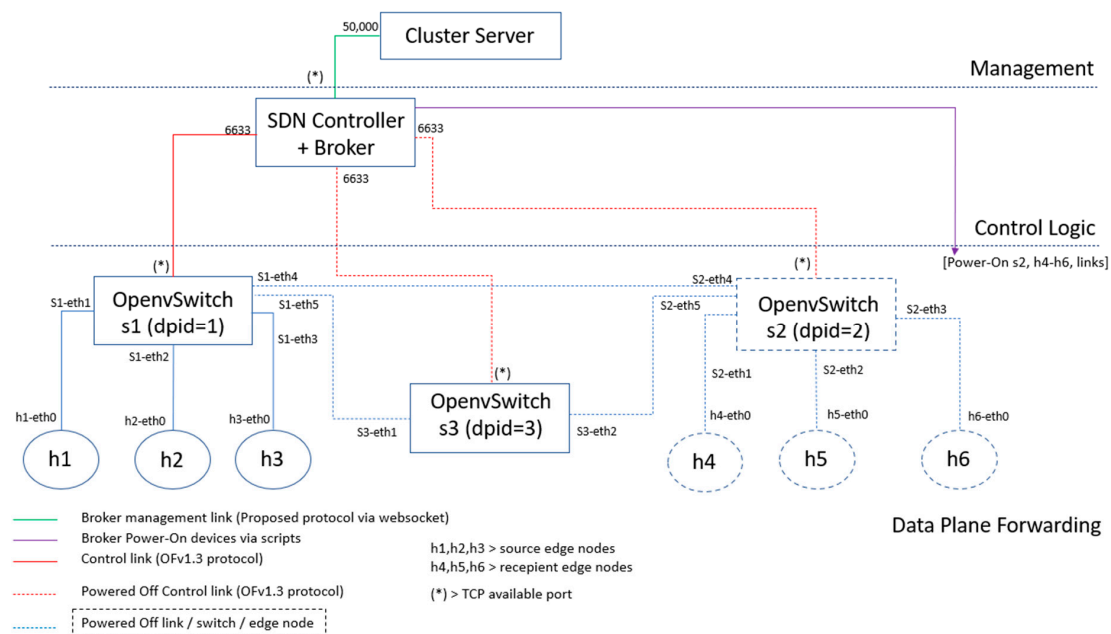 50,000
Cluster Server
(*)
Management
SDN Controller
+ Broker
6633
6633
6633
Control Logic
(*)
(*)
[Power-On s2, h4-h6, links]
S1-eth4
S2-eth4
S1-eth1
OpenvSwitch
s1 (dpid=1)
S1-eth5
S2-eth5
OpenvSwitch
s2 (dpid=2)
S2-eth3
S1-eth3
S1-eth2
S2-eth1
S2-eth2
(*)
OpenvSwitch
s3 (dpid=3)
S3-eth1
S3-eth2
h1-eth0
h2-eth0
h3-eth0
h4-eth0
h5-eth0
h6-eth0
h1
h2
h3
h4
h5
h6
Broker management link (Proposed protocol via websocket)
Broker Power-On devices via scripts
Control link (OFv1.3 protocol)
Powered Off Control link (OFv1.3 protocol)
Powered Off link / switch / edge node
h1,h2,h3 > source edge nodes
h4,h5,h6 > recepient edge nodes
(*) > TCP available port
Data Plane Forwarding